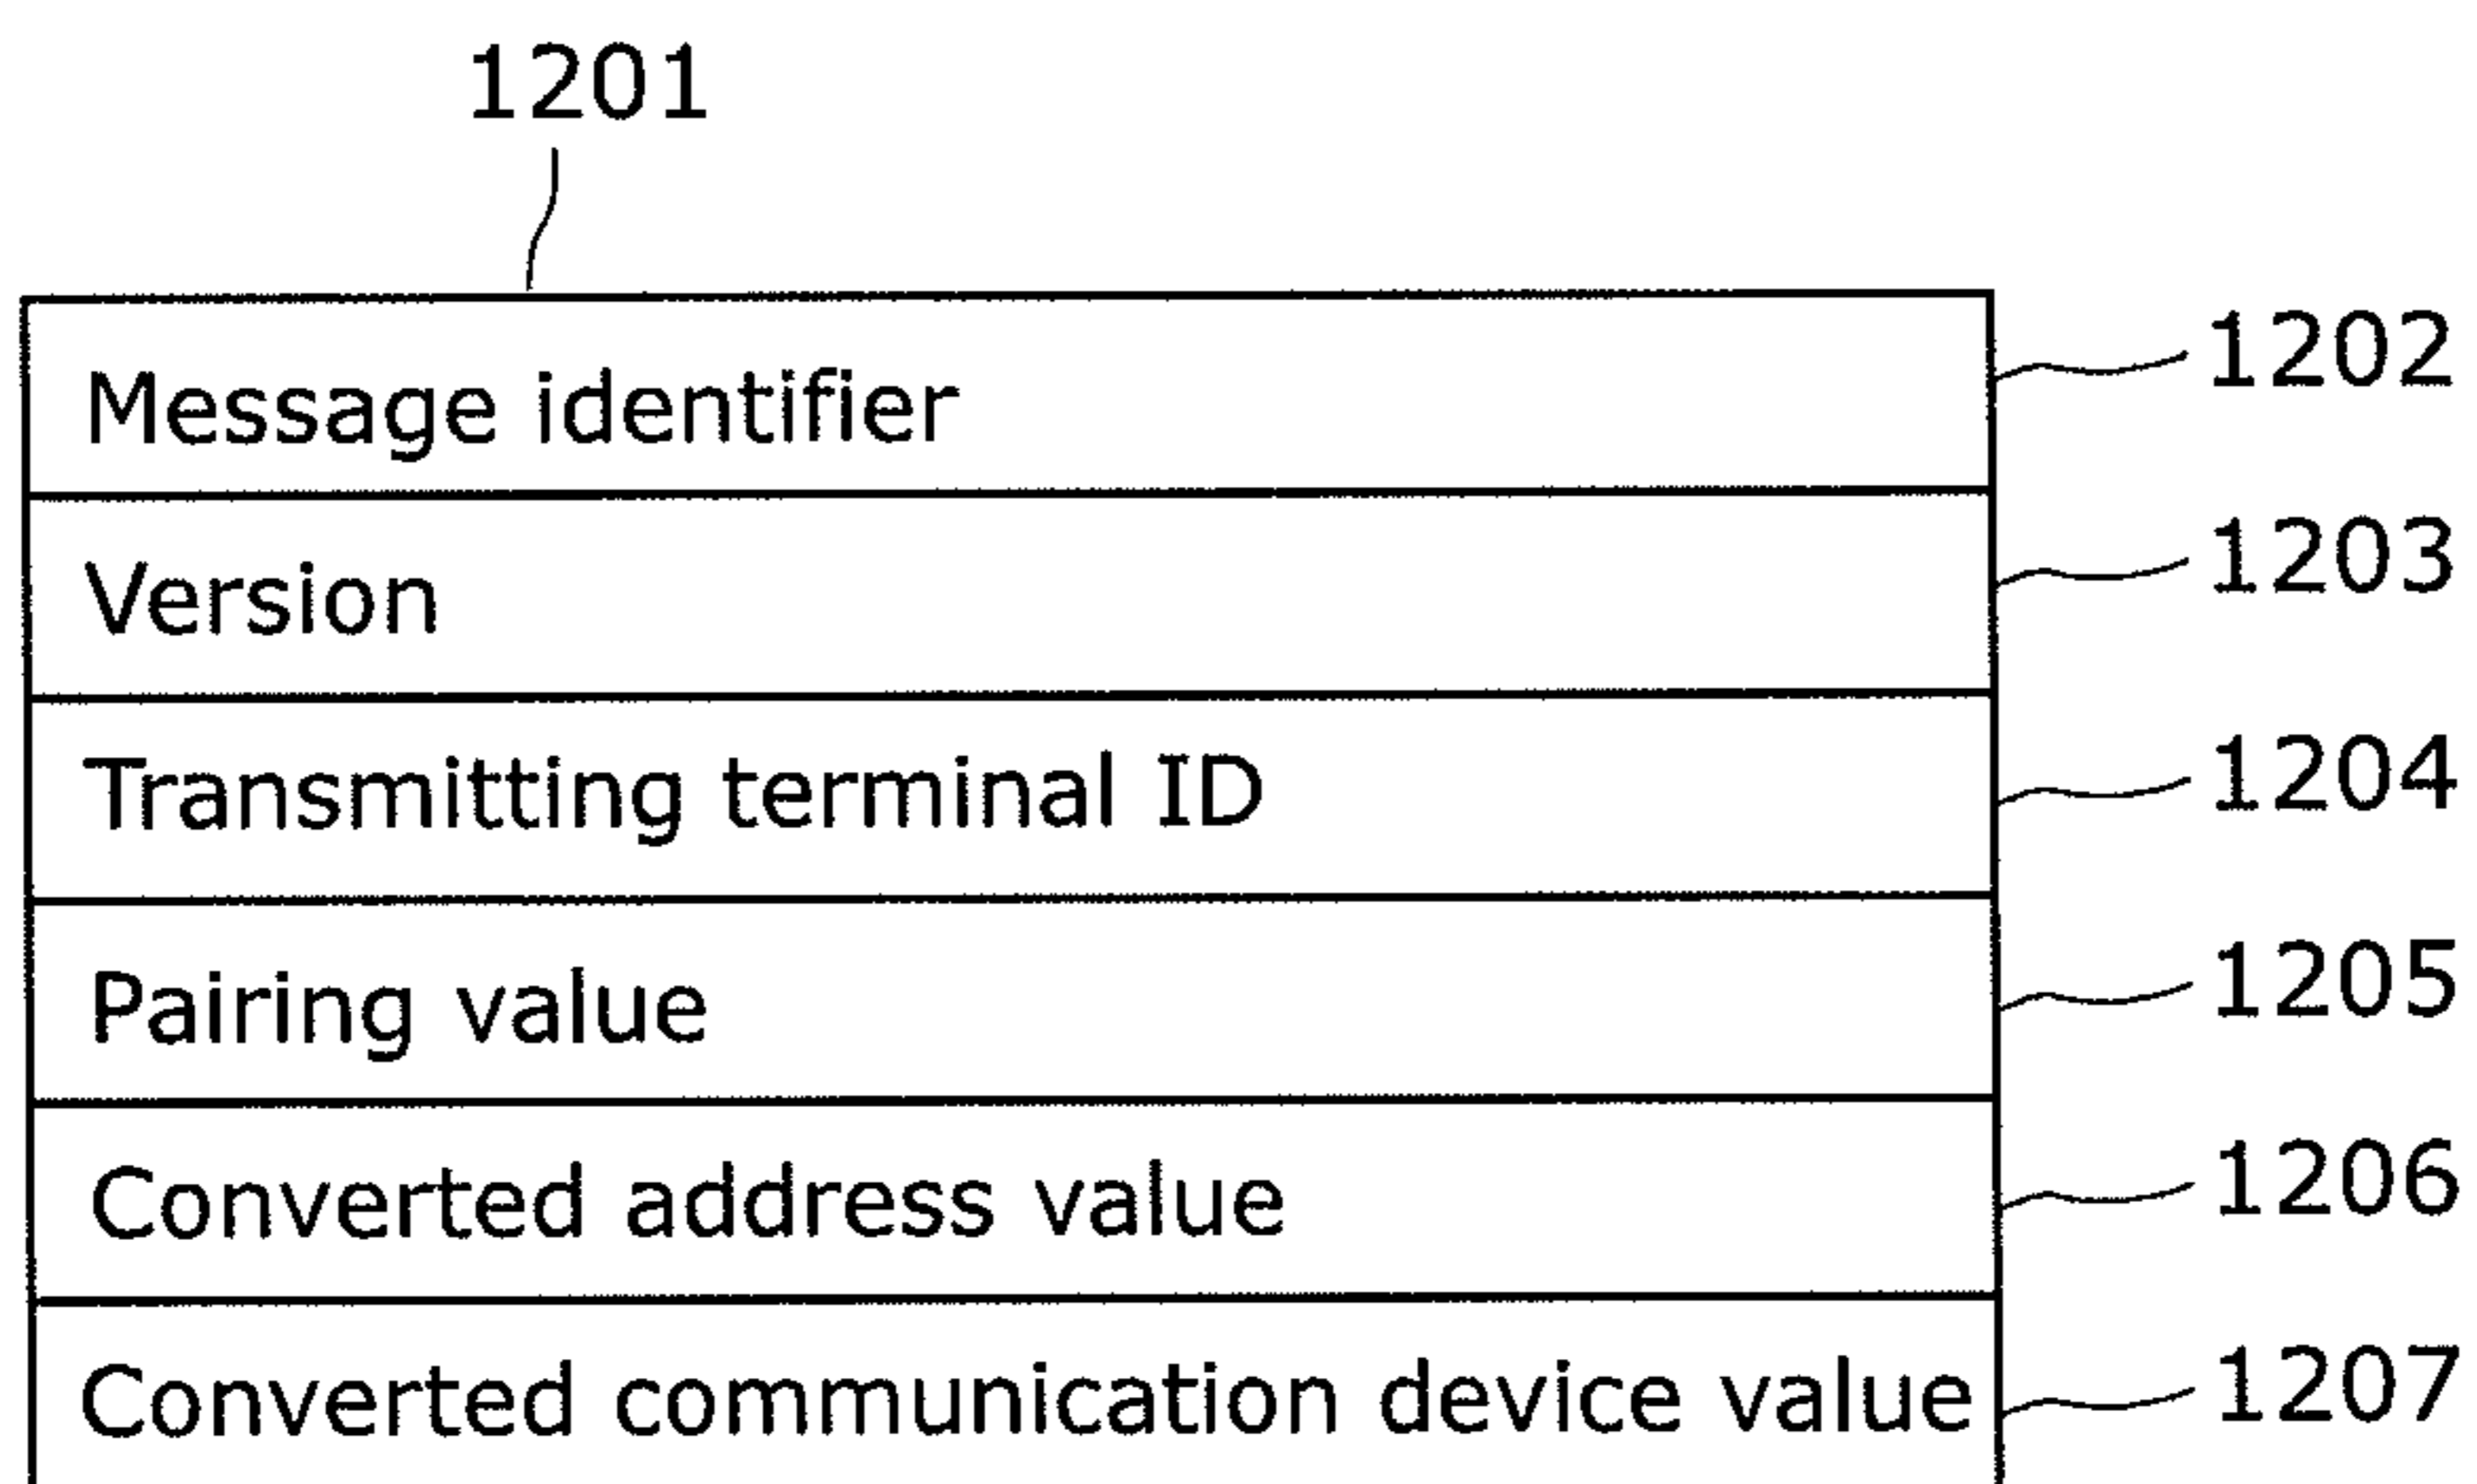 1201
Message identifier 1202
Version 1203
Transmitting terminal ID 1204
Pairing value 1205
Converted address value 1206
Converted communication device value 1207